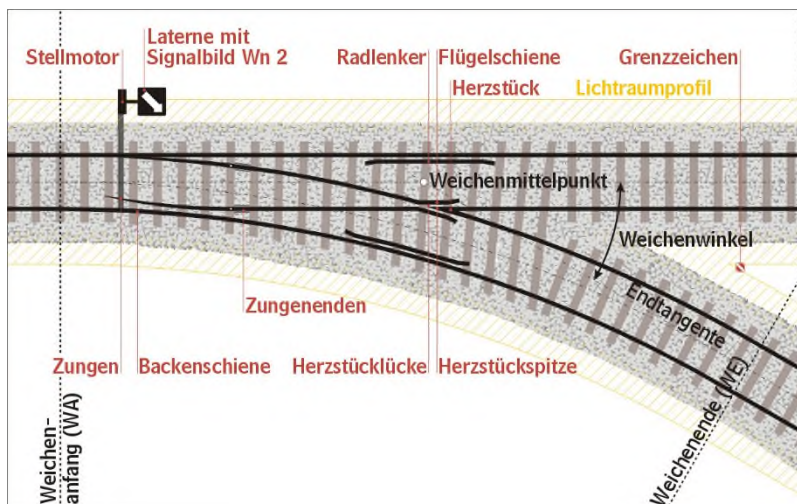 Laterne mit
Signalbild Wn 2
Stellmotor
Radlenker
Flügelschiene
Grenzzeichen
Herzstück
Lichtraumprofil
Weichenmittelpunkt
Weichenwinkel
Zungenenden
Endtangente
Zungen
Backenschiene
Herzstücklücke
Herzstückspitze
Weichen-
anfang (WA)
Weichenende (WE)